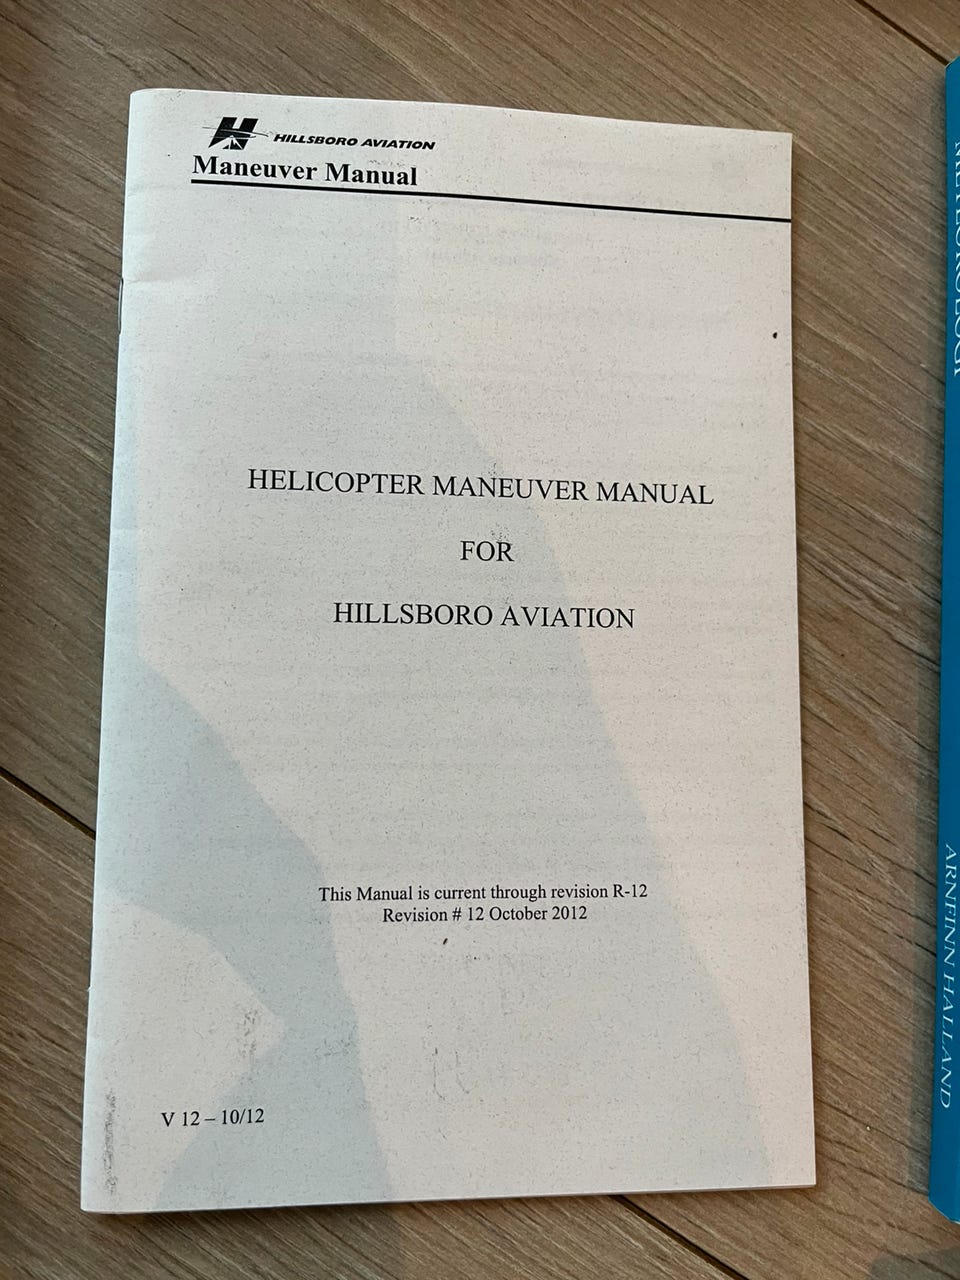 HILLSBORO AVIATION
Maneuver Manual
HELICOPTER MANEUVER MANUAL
FOR
HILLSBORO AVIATION
This Manual is current through revision R-12
Revision # 12 October 2012
V 12 – 10/12
METEOROLOGI
ARNFINN HALLAND